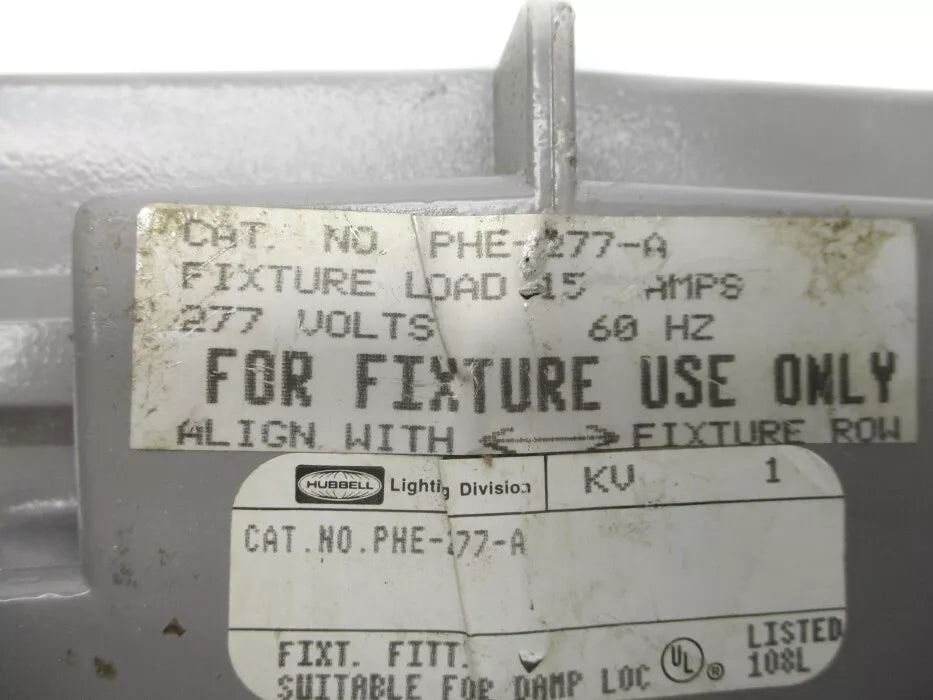 CAT. NO. PHE-277-A
FIXTURE LOAD 15 AMPS
277 VOLTS 60 HZ
FOR FIXTURE USE ONLY
ALIGN WITH <----> FIXTURE ROW
HUBBELL Lighting Division KV 1
CAT.NO.PHE-277-A
FIXT. FITT. UL ® LISTED
SUITABLE FOR DAMP LOC 108L